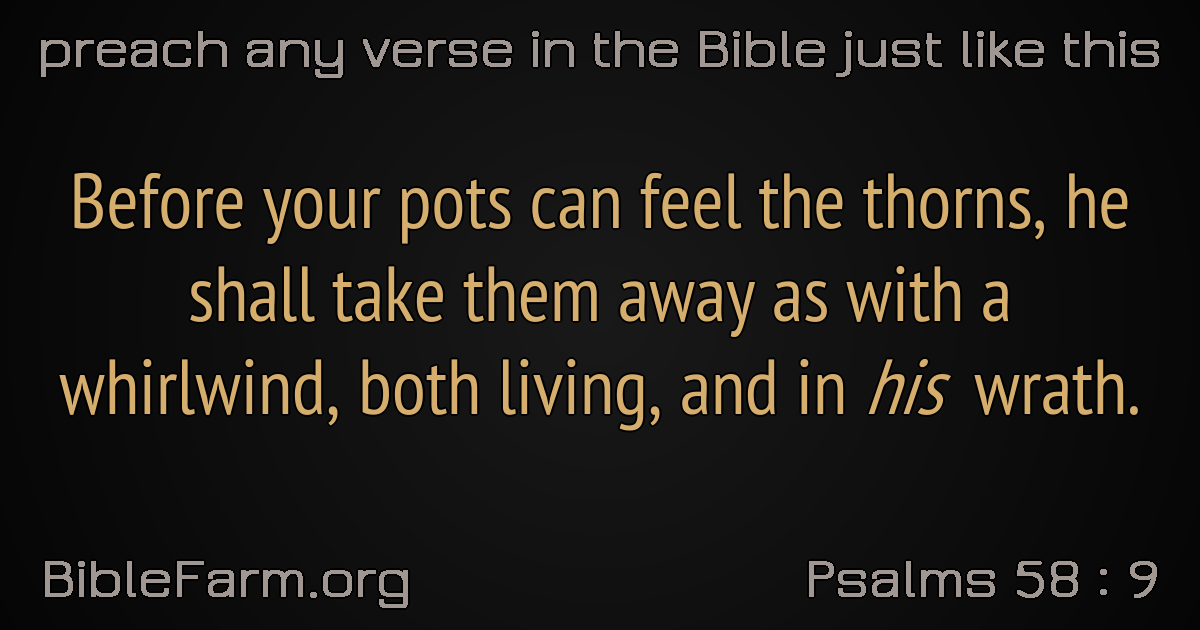 preach any verse in the Bible just like this
Before your pots can feel the thorns, he
shall take them away as with a
whirlwind, both living, and in his wrath.
BibleFarm.org
Psalms 58 : 9